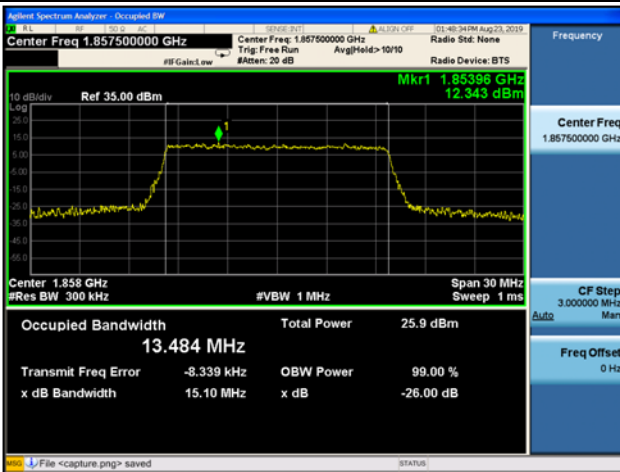 Agilent Spectrum Analyzer - Occupied BW
RL RF 50 Ω AC SENSE:INT ALIGN OFF 01:48:34 PM Aug 23, 2019
Center Freq 1.857500000 GHz
Center Freq: 1.857500000 GHz
Radio Std: None
Trig: Free Run Avg|Hold:>10/10
#IFGain:Low #Atten: 20 dB Radio Device: BTS
Frequency
Mkr1 1.85396 GHz
12.343 dBm
10 dB/div Ref 35.00 dBm
Log
25.0
15.0
5.00
-5.00
-15.0
-25.0
-35.0
-45.0
-55.0
1
Center 1.858 GHz Span 30 MHz
#Res BW 300 kHz #VBW 1 MHz Sweep 1 ms
Occupied Bandwidth Total Power 25.9 dBm
13.484 MHz
Transmit Freq Error -8.339 kHz OBW Power 99.00 %
x dB Bandwidth 15.10 MHz x dB -26.00 dB
Center Freq
1.857500000 GHz
CF Step
3.000000 MHz
Auto Man
Freq Offset
0 Hz
MSG File <capture.png> saved STATUS